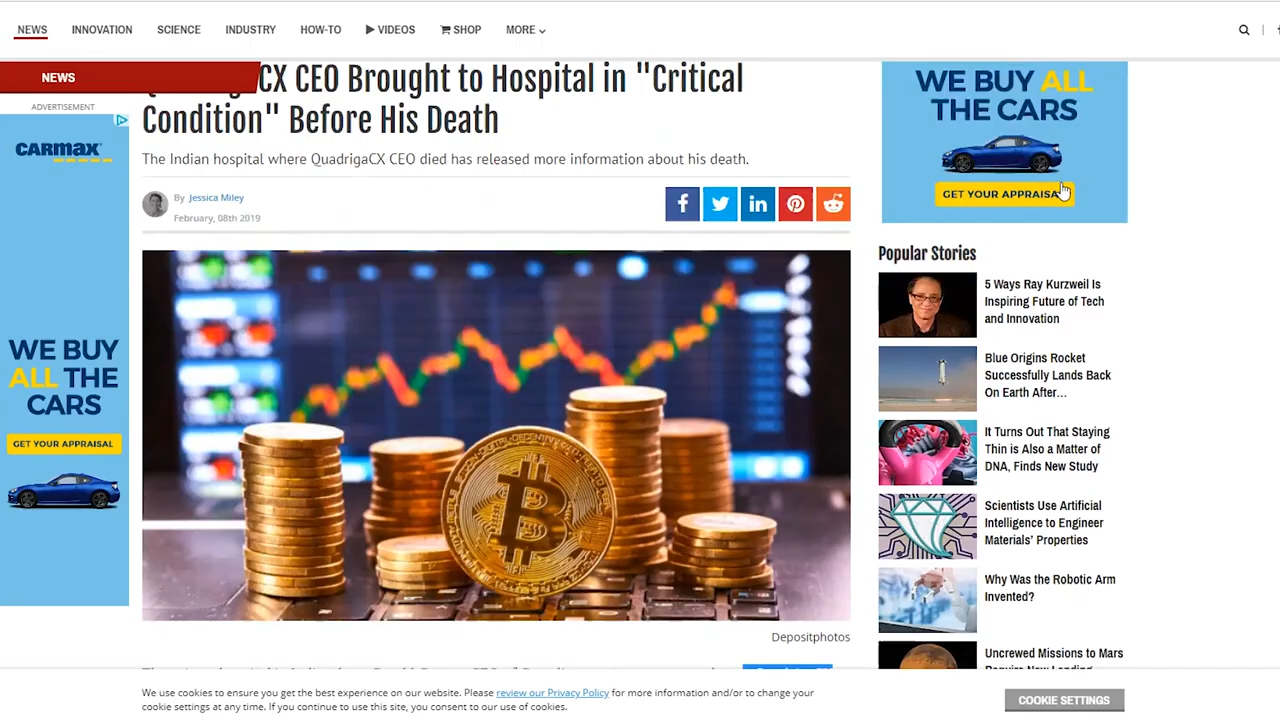 NEWS
INNOVATION
SCIENCE
INDUSTRY
HOW-TO
VIDEOS
SHOP
MORE
NEWS
ADVERTISEMENT
CARMAX
WE BUY
ALL THE
CARS
GET YOUR APPRAISAL
CX CEO Brought to Hospital in "Critical
Condition" Before His Death
The Indian hospital where QuadrigaCX CEO died has released more information about his death.
By Jessica Miley
February, 08th 2019
Depositphotos
WE BUY ALL
THE CARS
GET YOUR APPRAISA
Popular Stories
5 Ways Ray Kurzweil Is
Inspiring Future of Tech
and Innovation
Blue Origins Rocket
Successfully Lands Back
On Earth After...
It Turns Out That Staying
Thin is Also a Matter of
DNA, Finds New Study
Scientists Use Artificial
Intelligence to Engineer
Materials' Properties
Why Was the Robotic Arm
Invented?
Uncrewed Missions to Mars
We use cookies to ensure you get the best experience on our website. Please review our Privacy Policy for more information and/or to change your
cookie settings at any time. If you continue to use this site, you consent to our use of cookies.
COOKIE SETTINGS